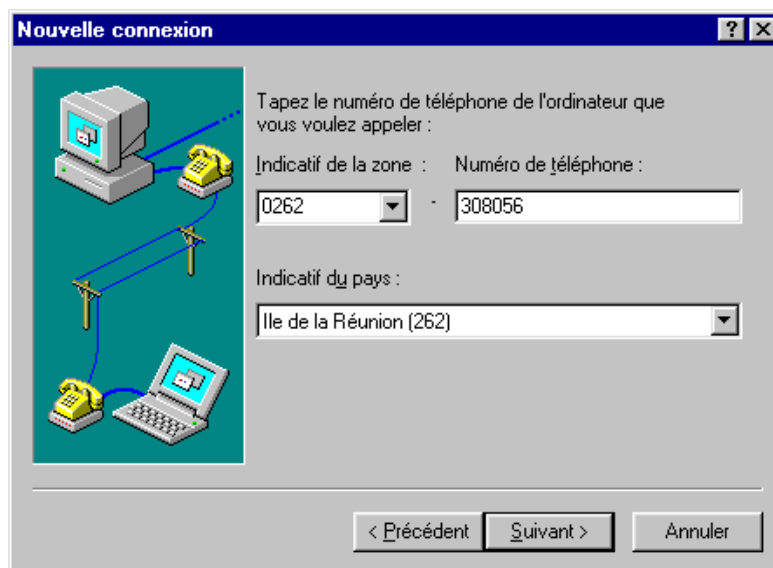 Nouvelle connexion
Tapez le numéro de téléphone de l'ordinateur que
vous voulez appeler :
Indicatif de la zone : Numéro de téléphone :
0262 - 308056
Indicatif du pays :
Ile de la Réunion (262)
< Précédent Suivant > Annuler